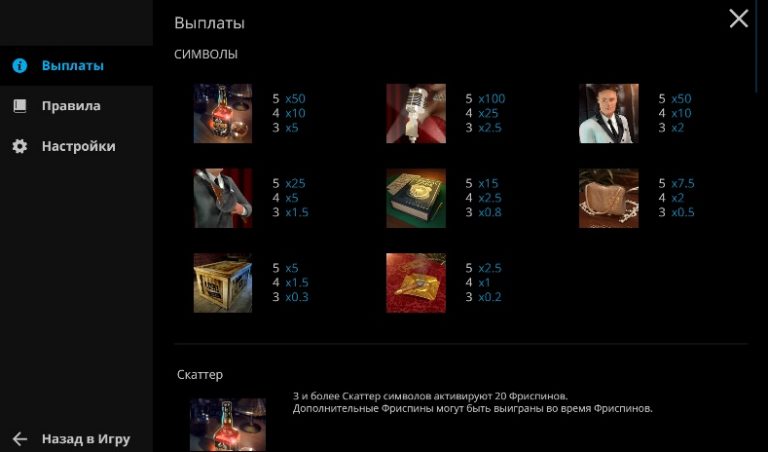 Выплаты
СИМВОЛЫ
Выплаты
Правила
Настройки
5 x50
4 x10
3 x5
5 x100
4 x25
3 x2.5
5 x50
4 x10
3 x2
5 x25
4 x5
3 x1.5
5 x15
4 x2.5
3 x0.8
5 x7.5
4 x2
3 x0.5
5 x5
4 x1.5
3 x0.3
5 x2.5
4 x1
3 x0.2
Скаттер
3 и более Скаттер символов активируют 20 Фриспинов.
Дополнительные Фриспины могут быть выиграны во время Фриспинов.
Назад в Игру